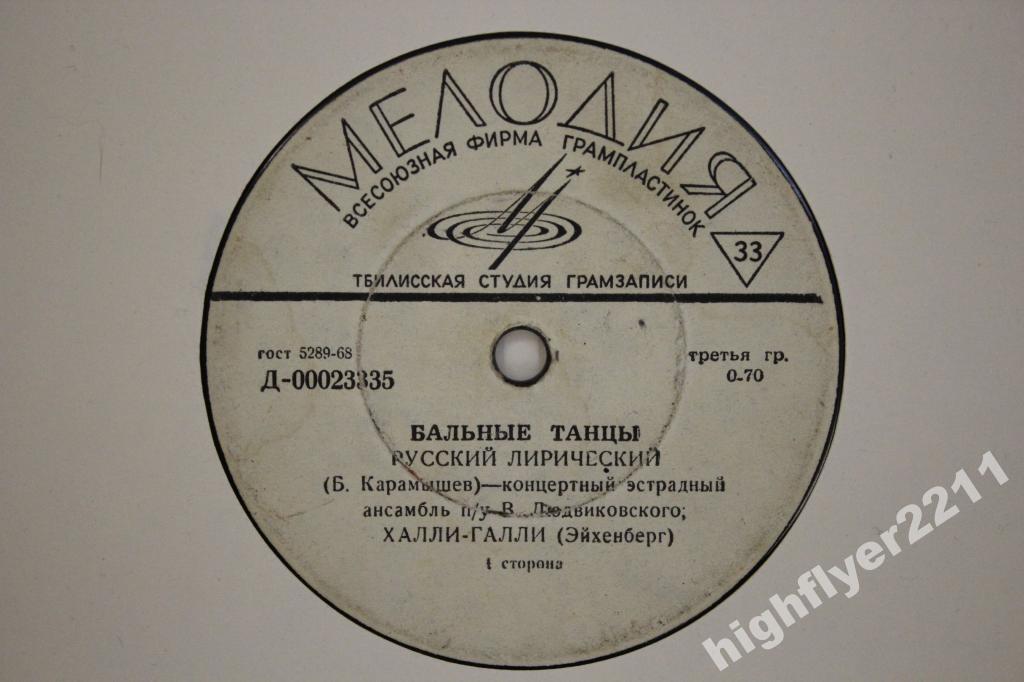 МЕЛОДИЯ
ВСЕСОЮЗНАЯ ФИРМА ГРАМПЛАСТИНОК
33
ТБИЛИССКАЯ СТУДИЯ ГРАМЗАПИСИ
гост 5289-68
третья гр.
Д-00023335
0-70
БАЛЬНЫЕ ТАНЦЫ
РУССКИЙ ЛИРИЧЕСКИЙ
(Б. Карамышев)—концертный эстрадный
ансамбль п/у В. Людвиковского;
ХАЛЛИ-ГАЛЛИ (Эйхенберг)
1 сторона
highflyer2211